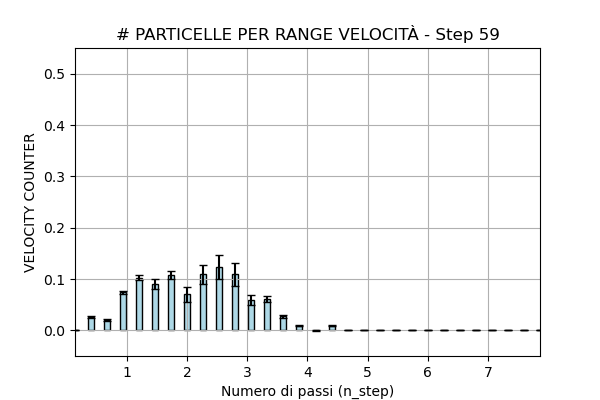 # PARTICELLE PER RANGE VELOCITÀ - Step 59
VELOCITY COUNTER
0.5
0.4
0.3
0.2
0.1
0.0
1 2 3 4 5 6 7
Numero di passi (n_step)